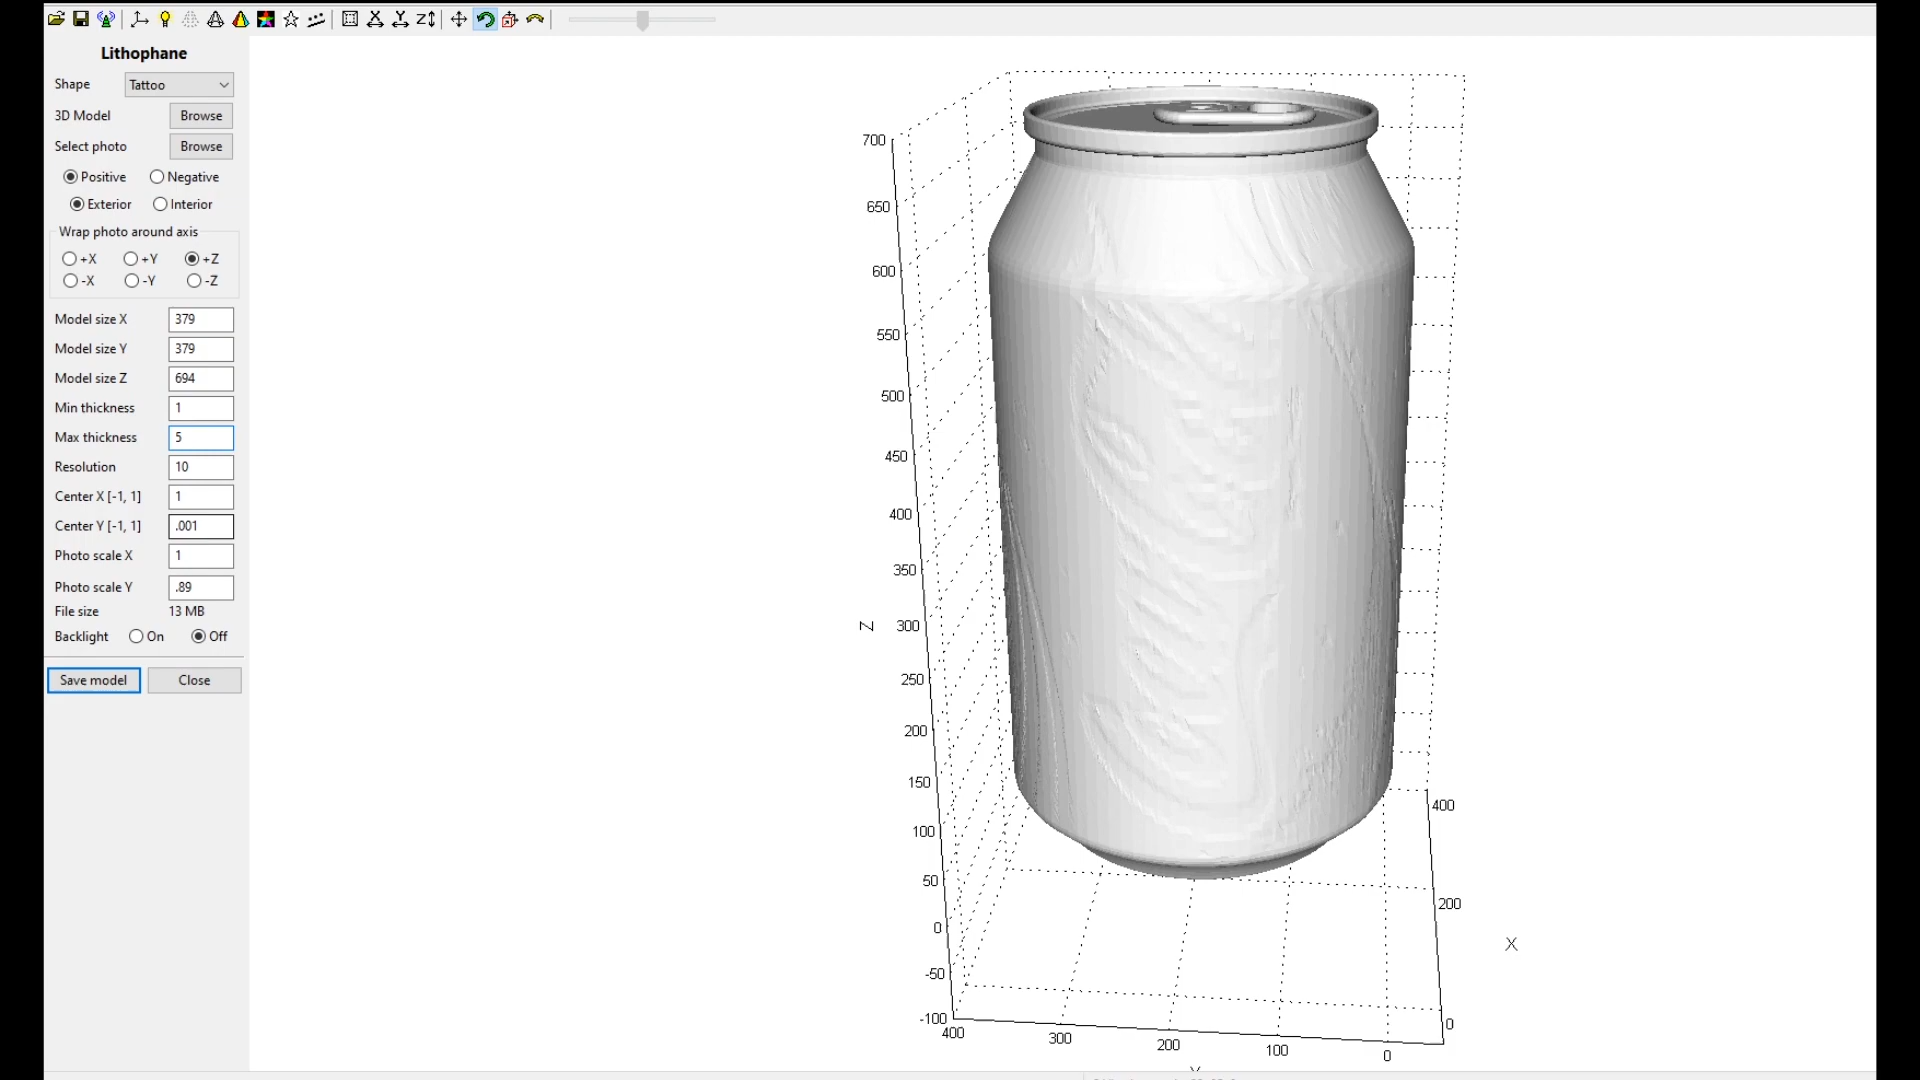 Lithophane
Shape Tattoo
3D Model Browse
Select photo Browse
Positive Negative
Exterior Interior
Wrap photo around axis
+X +Y +Z
-X -Y -Z
Model size X 379
Model size Y 379
Model size Z 694
Min thickness 1
Max thickness 5
Resolution 10
Center X [-1, 1] 1
Center Y [-1, 1] .001
Photo scale X 1
Photo scale Y .89
File size 13 MB
Backlight On Off
Save model Close
700
650
600
550
500
450
400
350
Z 300
250
200
150
100
50
0
-50
-100
400
300
200
100
0
400
200
0
X